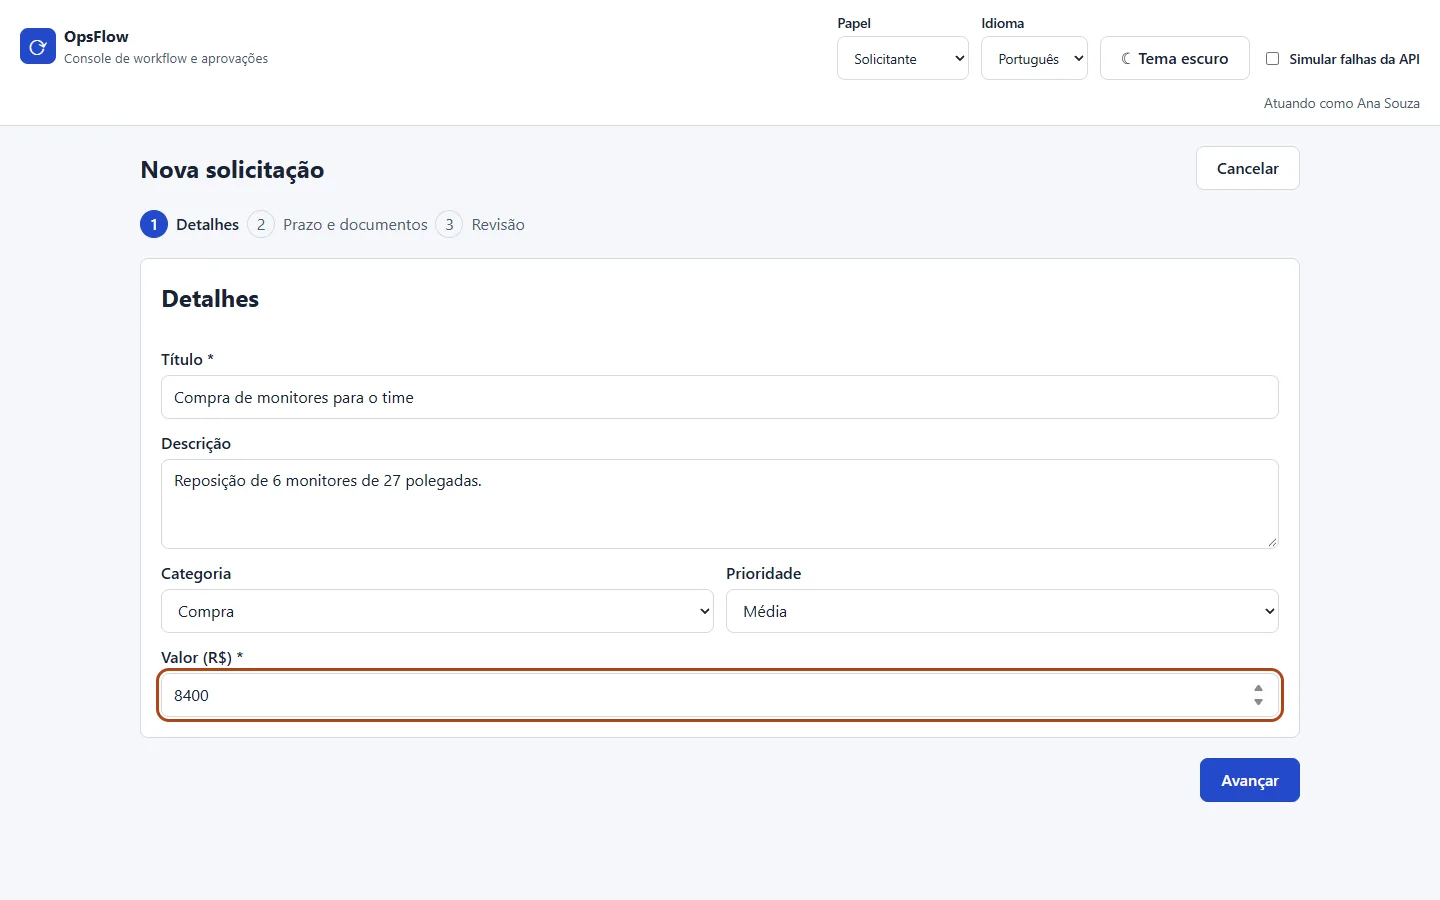 OpsFlow
Console de workflow e aprovações
Papel
Solicitante
Idioma
Português
☾ Tema escuro
Simular falhas da API
Atuando como Ana Souza
Nova solicitação
Cancelar
1 Detalhes 2 Prazo e documentos 3 Revisão
Detalhes
Título *
Compra de monitores para o time
Descrição
Reposição de 6 monitores de 27 polegadas.
Categoria
Compra
Prioridade
Média
Valor (R$) *
8400
Avançar